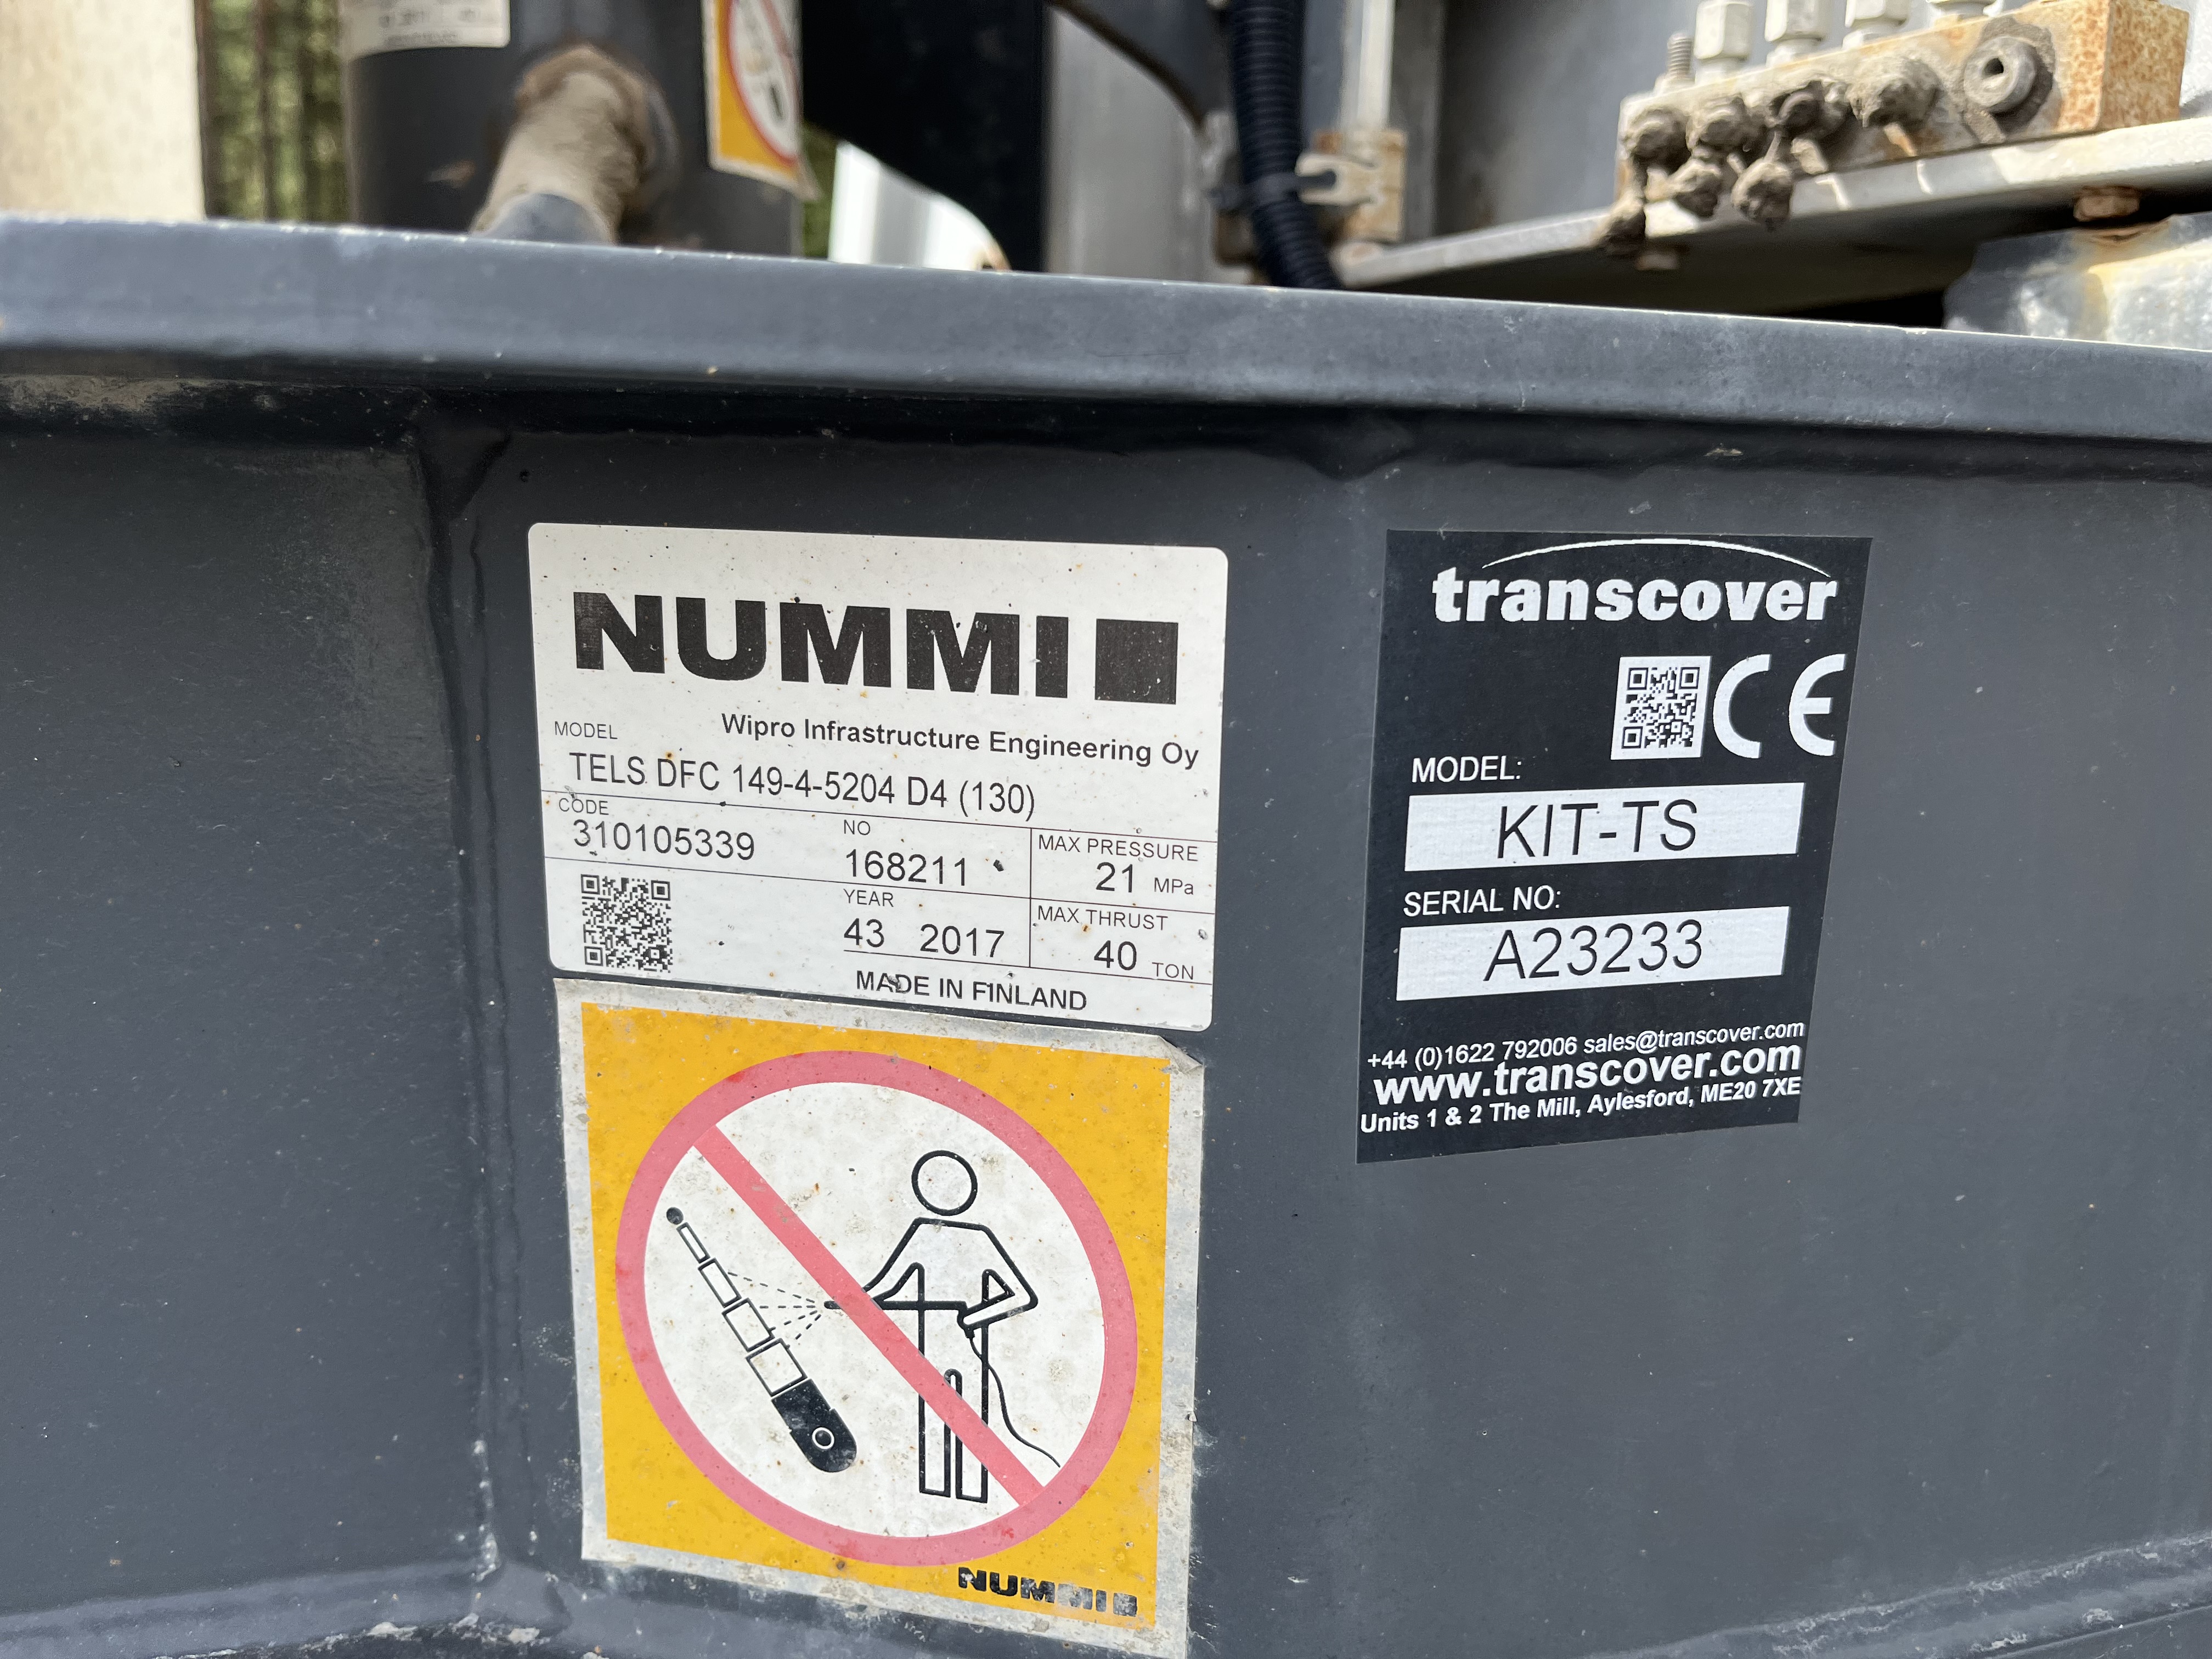 NUMMI
Wipro Infrastructure Engineering Oy
MODEL
TELS DFC 149-4-5204 D4 (130)
CODE
310105339
NO
168211
MAX PRESSURE
21 MPa
YEAR
43 2017
MAX THRUST
40 TON
MADE IN FINLAND
NUMMI
transcover
CE
MODEL:
KIT-TS
SERIAL NO:
A23233
+44 (0)1622 792006 sales@transcover.com
www.transcover.com
Units 1 & 2 The Mill, Aylesford, ME20 7XE